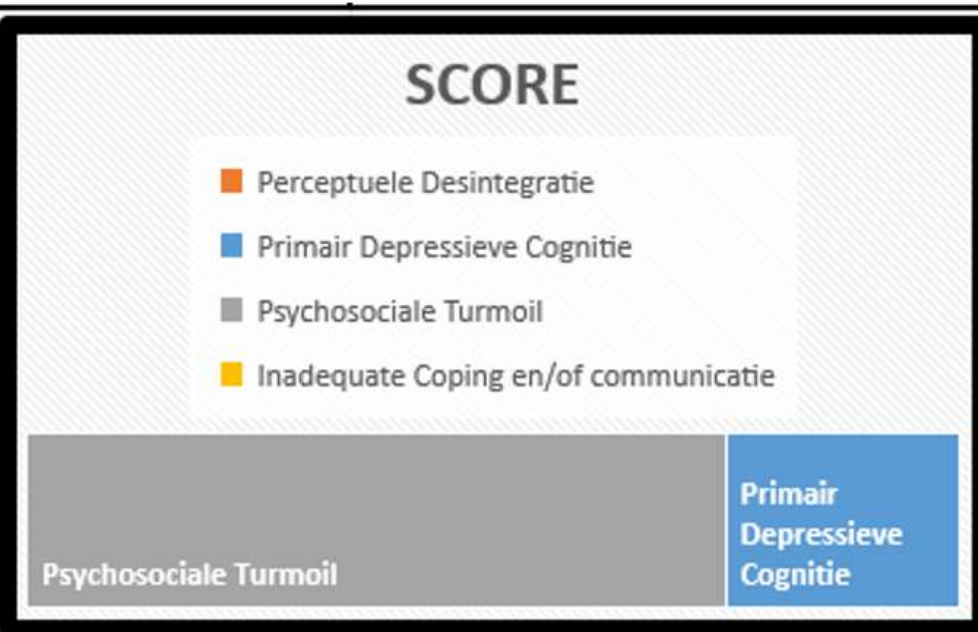 SCORE
Perceptuele Desintegratie
Primair Depressieve Cognitie
Psychosociale Turmoil
Inadequate Coping en/of communicatie
Psychosociale Turmoil
Primair
Depressieve
Cognitie